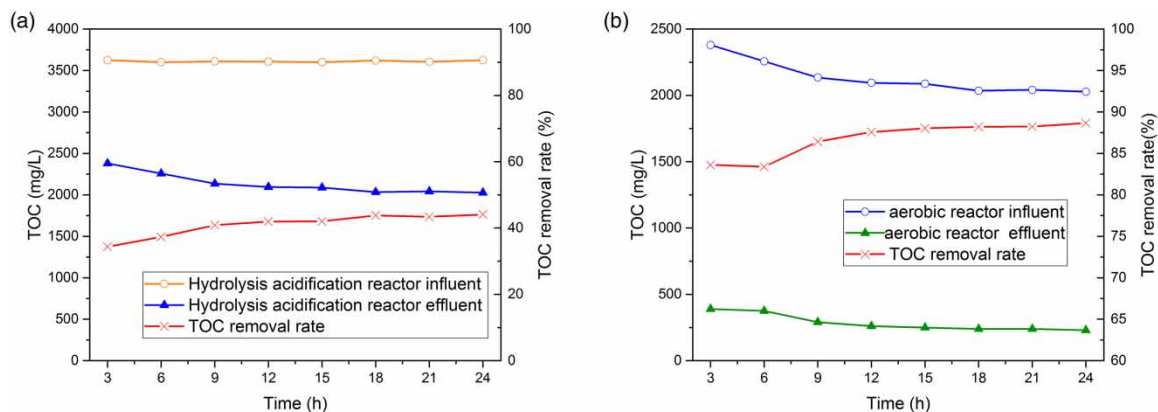 (a)
4000
3500
3000
2500
2000
1500
1000
500
0
TOC (mg/L)
100
80
60
40
20
0
TOC removal rate (%)
Hydrolysis acidification reactor influent
Hydrolysis acidification reactor effluent
TOC removal rate
3 6 9 12 15 18 21 24
Time (h)
(b)
2500
2000
1500
1000
500
0
TOC (mg/L)
100
95
90
85
80
75
70
65
60
TOC removal rate(%)
aerobic reactor influent
aerobic reactor effluent
TOC removal rate
3 6 9 12 15 18 21 24
Time (h)